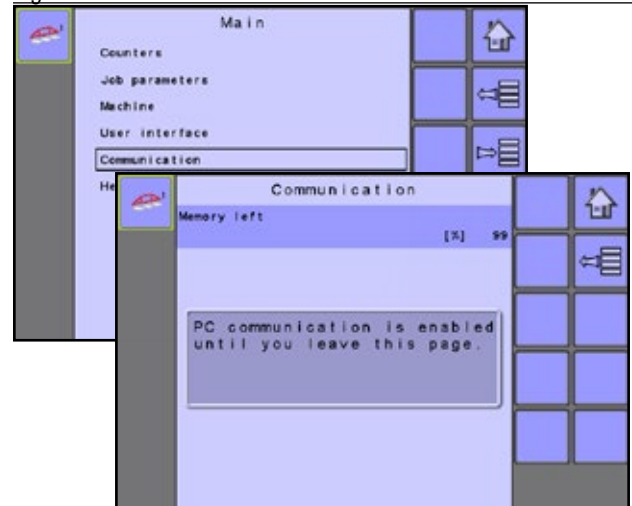 Main
Counters
Job parameters
Machine
User interface
Communication
He
Communication
Memory left
[%] 99
PC communication is enabled
until you leave this page.